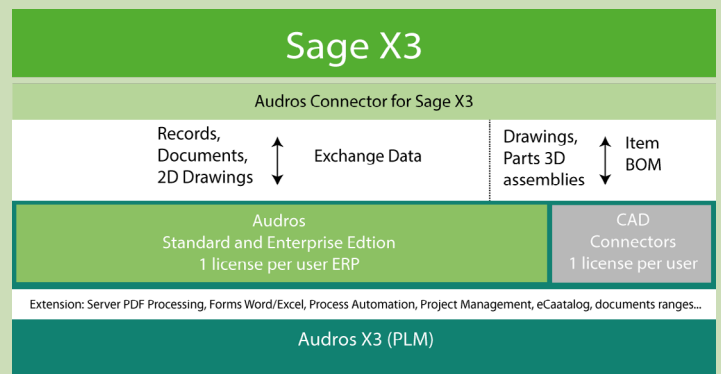 Sage X3
Audros Connector for Sage X3
Records,
Documents,
2D Drawings
Exchange Data
Drawings,
Parts 3D
assemblies
Item
BOM
Audros
Standard and Enterprise Edtion
1 license per user ERP
CAD
Connectors
1 license per user
Extension: Server PDF Processing, Forms Word/Excel, Process Automation, Project Management, eCaatalog, documents ranges...
Audros X3 (PLM)